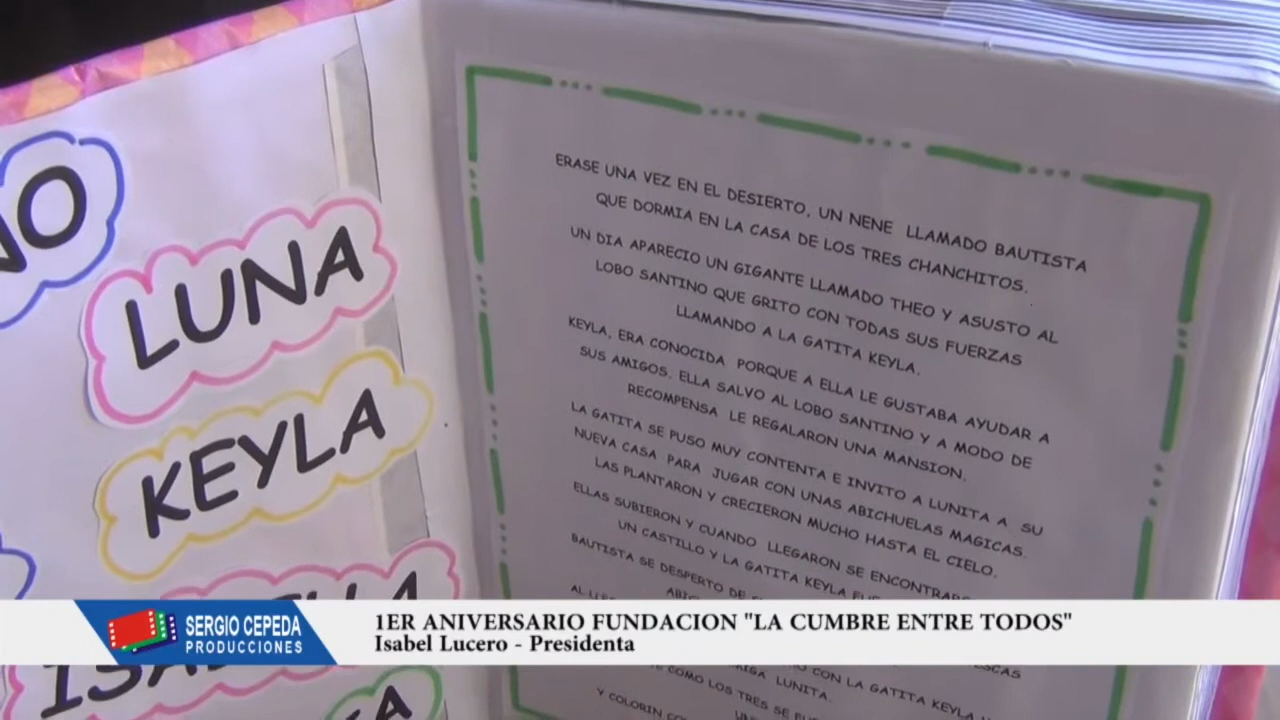 NO
LUNA
KEYLA
ERASE UNA VEZ EN EL DESIERTO, UN NENE LLAMADO BAUTISTA
QUE DORMIA EN LA CASA DE LOS TRES CHANCHITOS.
UN DIA APARECIO UN GIGANTE LLAMADO THEO Y ASUSTO AL
LOBO SANTINO QUE GRITO CON TODAS SUS FUERZAS
LLAMANDO A LA GATITA KEYLA.
KEYLA, ERA CONOCIDA PORQUE A ELLA LE GUSTABA AYUDAR A
SUS AMIGOS. ELLA SALVO AL LOBO SANTINO Y A MODO DE
RECOMPENSA LE REGALARON UNA MANSION.
LA GATITA SE PUSO MUY CONTENTA E INVITO A LUNITA A SU
NUEVA CASA PARA JUGAR CON UNAS ABICHUELAS MAGICAS.
LAS PLANTARON Y CRECIERON MUCHO HASTA EL CIELO.
ELLAS SUBIERON Y CUANDO LLEGARON SE
UN CASTILLO Y LA GATITA KEYLA
BAUTISTA SE DESPERTO DE
CON LA GATITA KEYLA
LUNITA.
COMO LOS TRES SE
Y COLORIN
SERGIO CEPEDA
PRODUCCIONES
1ER ANIVERSARIO FUNDACION "LA CUMBRE ENTRE TODOS"
Isabel Lucero - Presidenta